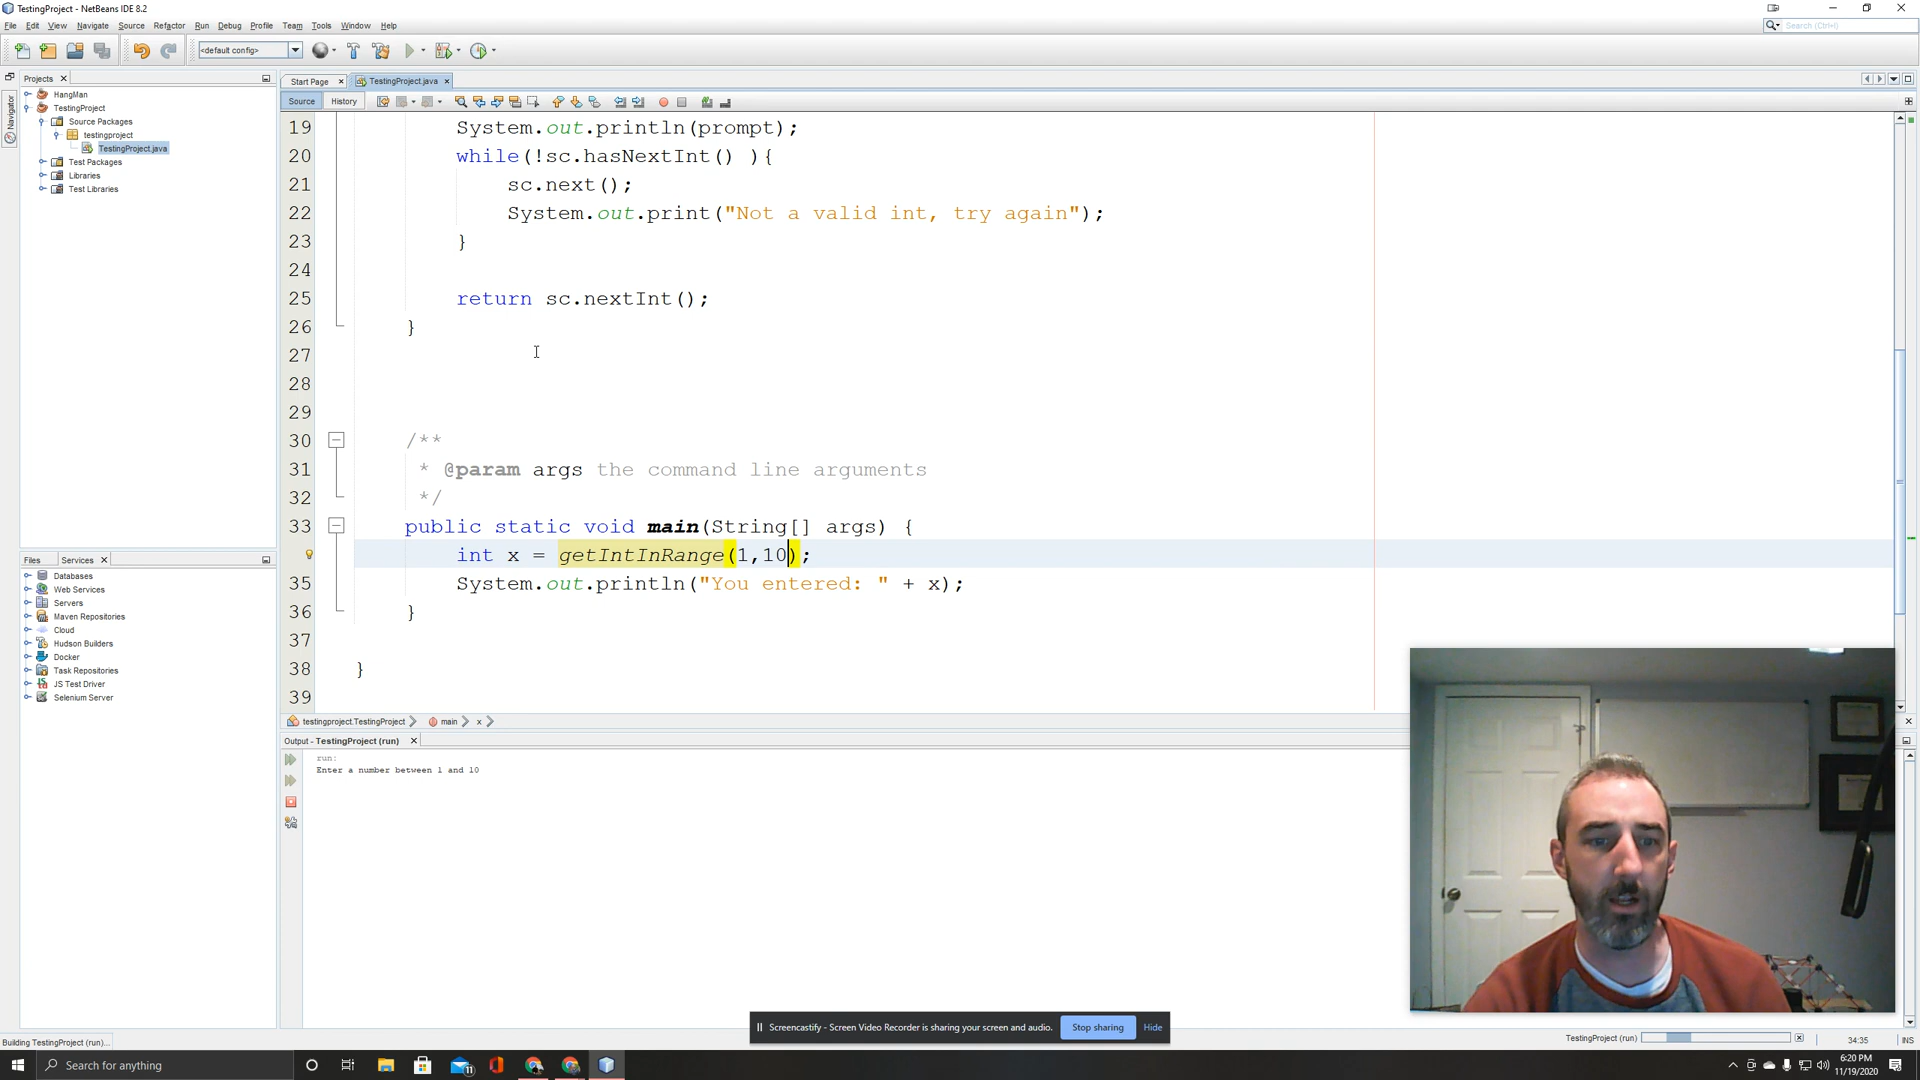 TestingProject - NetBeans IDE 8.2
File Edit View Navigate Source Refactor Run Debug Profile Team Tools Window Help
Search (Ctrl+I)
<default config>
Projects
Start Page
TestingProject.java
Source
History
Navigator
HangMan
TestingProject
Source Packages
testingproject
TestingProject.java
Test Packages
Libraries
Test Libraries
19 System.out.println(prompt);
20 while(!sc.hasNextInt() ){
21 sc.next();
22 System.out.print("Not a valid int, try again");
23 }
24
25 return sc.nextInt();
26 }
27
28
29
30 /**
31 * @param args the command line arguments
32 */
33 public static void main(String[] args) {
int x = getIntInRange(1,10);
35 System.out.println("You entered: " + x);
36 }
37
38 }
39
Files
Services
Databases
Web Services
Servers
Maven Repositories
Cloud
Hudson Builders
Docker
Task Repositories
JS Test Driver
Selenium Server
testingproject.TestingProject
main
x
Output - TestingProject (run)
run:
Enter a number between 1 and 10
Screencastify - Screen Video Recorder is sharing your screen and audio.
Stop sharing
Hide
Building TestingProject (run)...
TestingProject (run)
34:35
INS
Search for anything
11
6:20 PM
11/19/2020